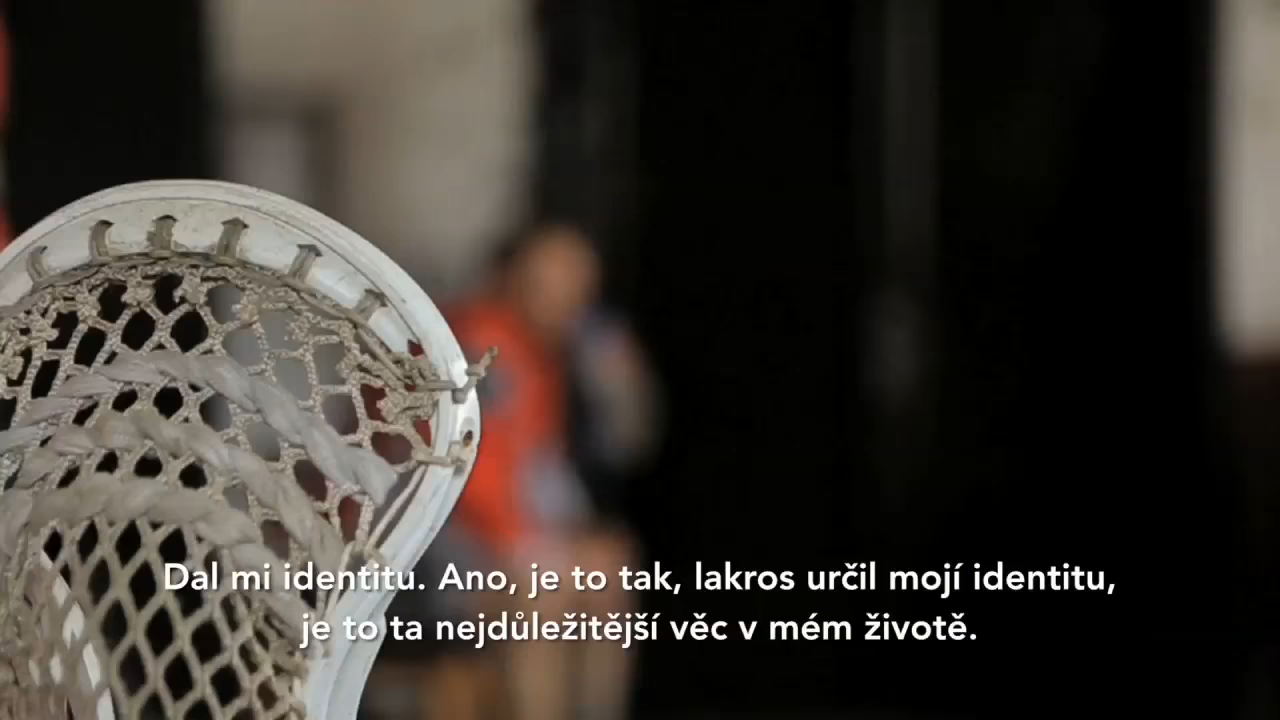 Dal mi identitu. Ano, je to tak, lakros určil mojí identitu,
je to ta nejdůležitější věc v mém životě.